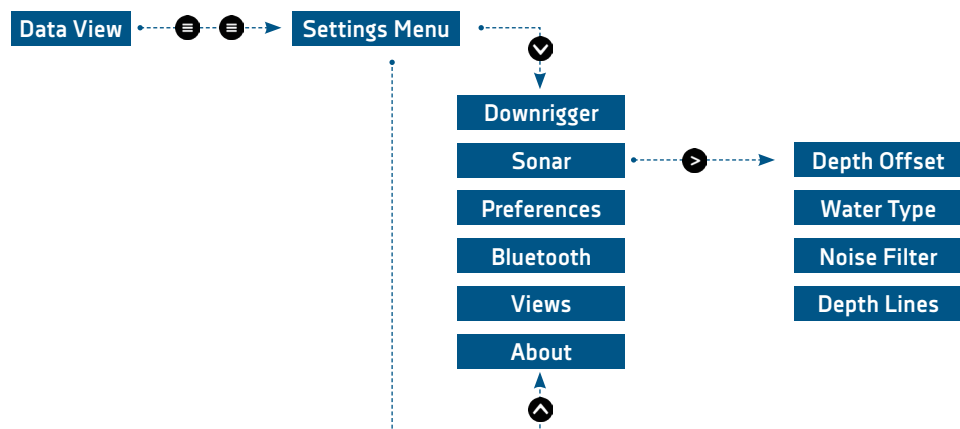 Data View
Settings Menu
Downrigger
Sonar
Depth Offset
Preferences
Water Type
Bluetooth
Noise Filter
Views
Depth Lines
About